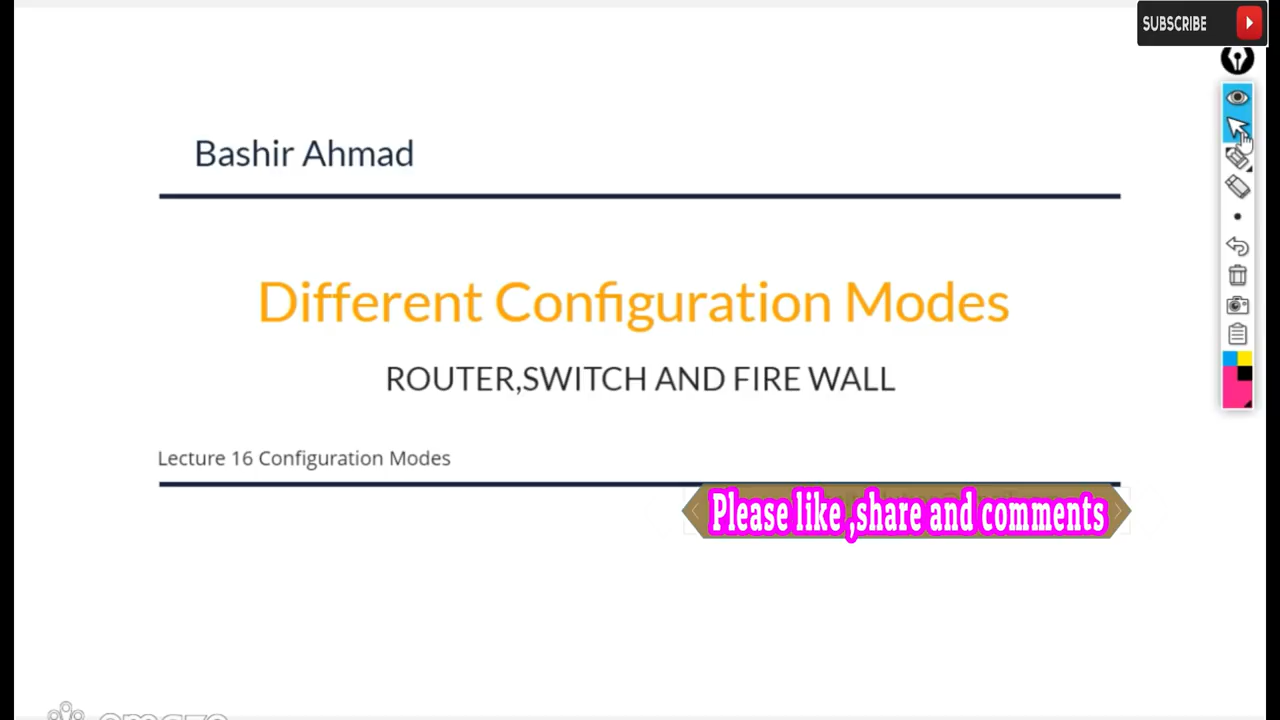 SUBSCRIBE
Bashir Ahmad
Different Configuration Modes
ROUTER,SWITCH AND FIRE WALL
Lecture 16 Configuration Modes
Please like ,share and comments